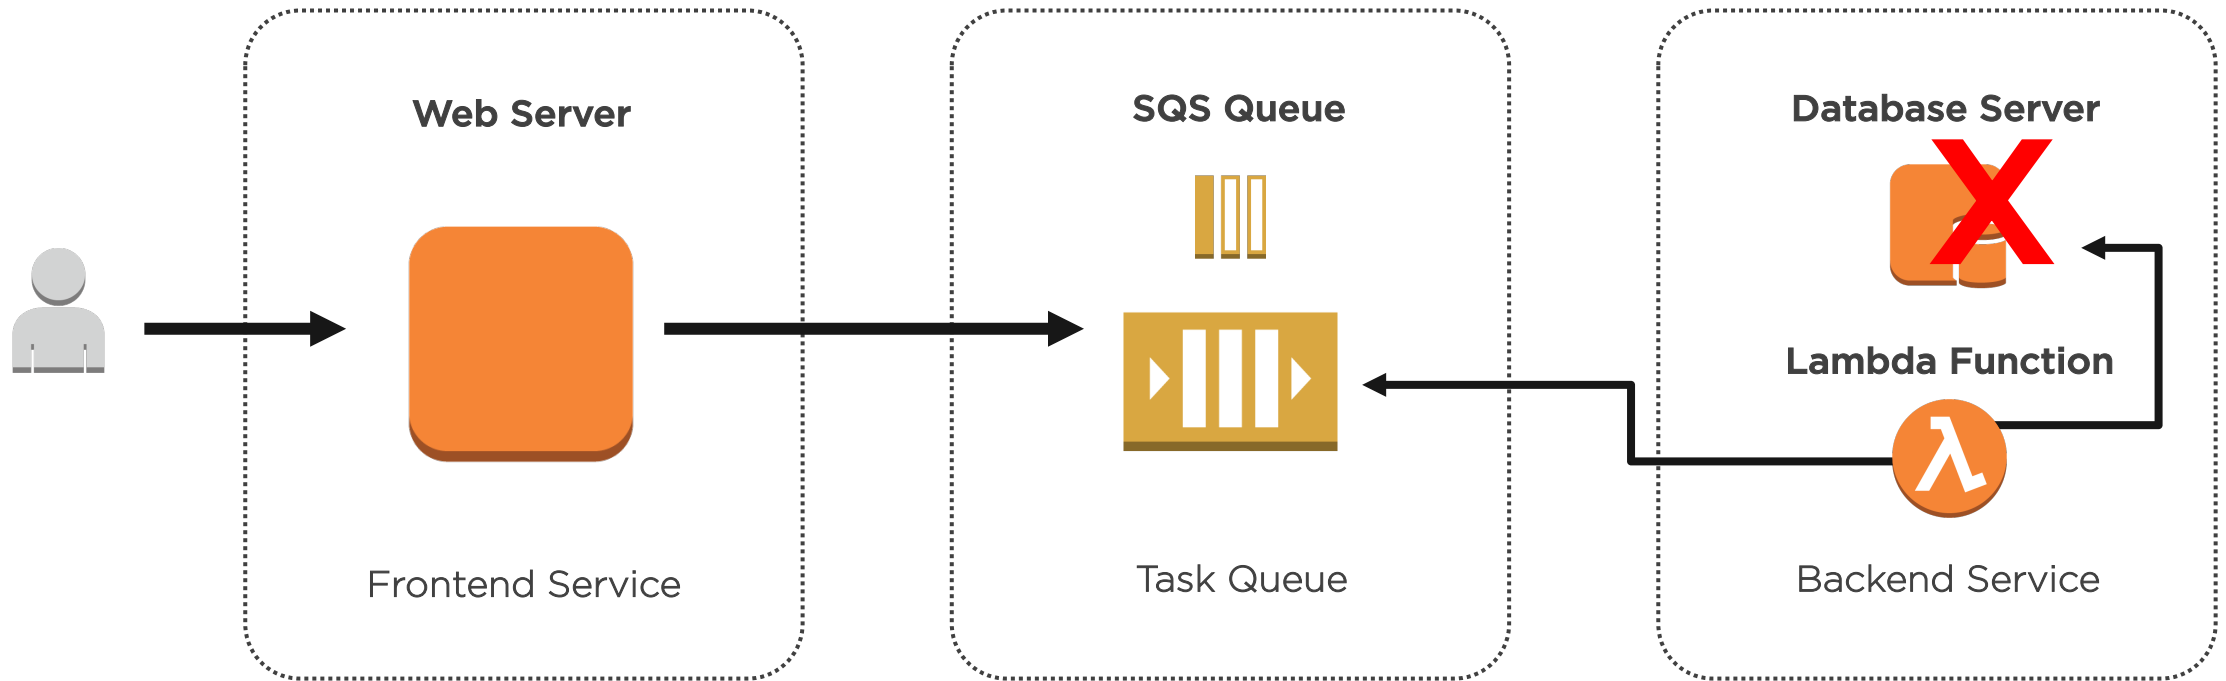 Web Server
Frontend Service
SQS Queue
Task Queue
Database Server
X
Lambda Function
λ
Backend Service